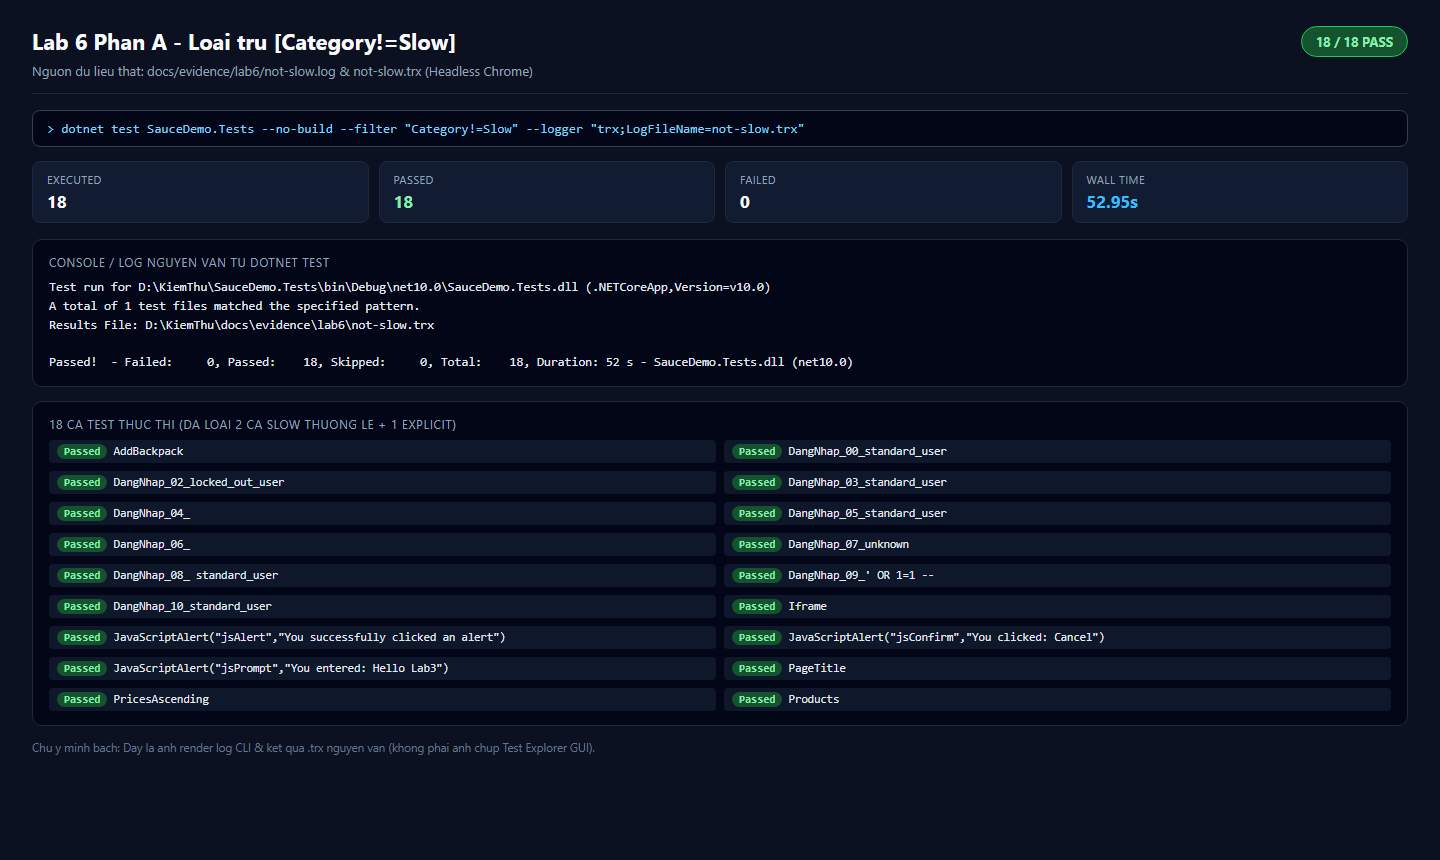 Lab 6 Phan A - Loai tru [Category!=Slow]
18 / 18 PASS
Nguon du lieu that: docs/evidence/lab6/not-slow.log & not-slow.trx (Headless Chrome)
> dotnet test SauceDemo.Tests --no-build --filter "Category!=Slow" --logger "trx;LogFileName=not-slow.trx"
EXECUTED
18
PASSED
18
FAILED
0
WALL TIME
52.95s
CONSOLE / LOG NGUYEN VAN TU DOTNET TEST
Test run for D:\KiemThu\SauceDemo.Tests\bin\Debug\net10.0\SauceDemo.Tests.dll (.NETCoreApp,Version=v10.0)
A total of 1 test files matched the specified pattern.
Results File: D:\KiemThu\docs\evidence\lab6\not-slow.trx
Passed!  - Failed:     0, Passed:    18, Skipped:     0, Total:    18, Duration: 52 s - SauceDemo.Tests.dll (net10.0)
18 CA TEST THUC THI (DA LOAI 2 CA SLOW THUONG LE + 1 EXPLICIT)
Passed AddBackpack
Passed DangNhap_00_standard_user
Passed DangNhap_02_locked_out_user
Passed DangNhap_03_standard_user
Passed DangNhap_04_
Passed DangNhap_05_standard_user
Passed DangNhap_06_
Passed DangNhap_07_unknown
Passed DangNhap_08_ standard_user
Passed DangNhap_09_' OR 1=1 --
Passed DangNhap_10_standard_user
Passed Iframe
Passed JavaScriptAlert("jsAlert","You successfully clicked an alert")
Passed JavaScriptAlert("jsConfirm","You clicked: Cancel")
Passed JavaScriptAlert("jsPrompt","You entered: Hello Lab3")
Passed PageTitle
Passed PricesAscending
Passed Products
Chu y minh bach: Day la anh render log CLI & ket qua .trx nguyen van (khong phai anh chup Test Explorer GUI).